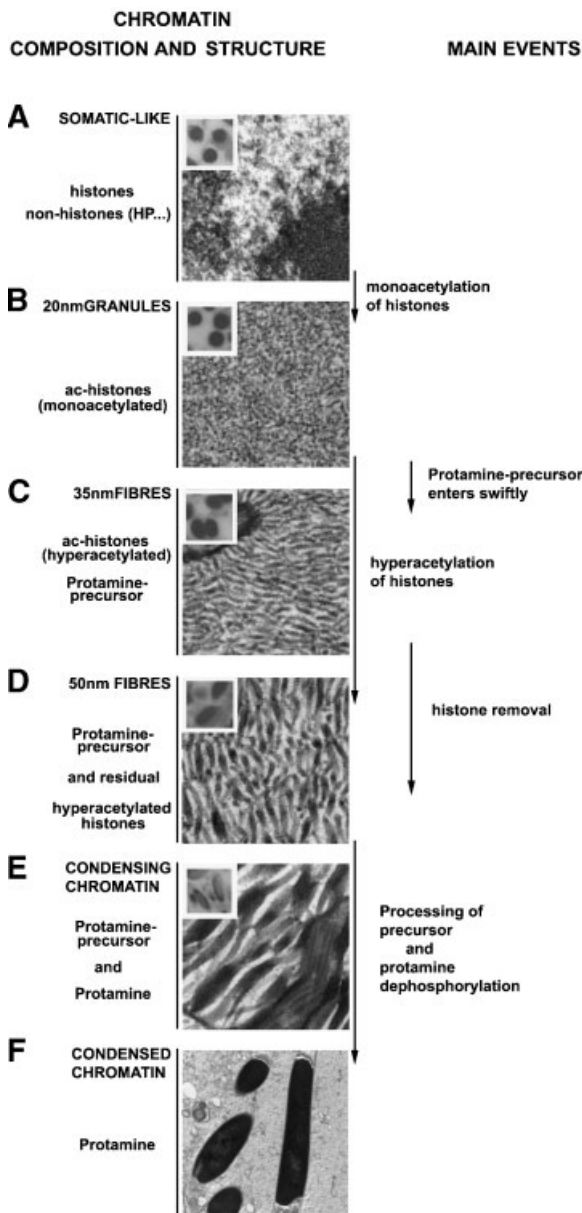 CHROMATIN
COMPOSITION AND STRUCTURE
MAIN EVENTS
A
SOMATIC-LIKE
histones
non-histones (HP...)
monoacetylation
of histones
B
20nmGRANULES
ac-histones
(monoacetylated)
Protamine-precursor
enters swiftly
C
35nmFIBRES
ac-histones
(hyperacetylated)
Protamine-
precursor
hyperacetylation
of histones
D
50nm FIBRES
Protamine-
precursor
and residual
hyperacetylated
histones
histone removal
E
CONDENSING
CHROMATIN
Protamine-
precursor
and
Protamine
Processing of
precursor
and
protamine
dephosphorylation
F
CONDENSED
CHROMATIN
Protamine